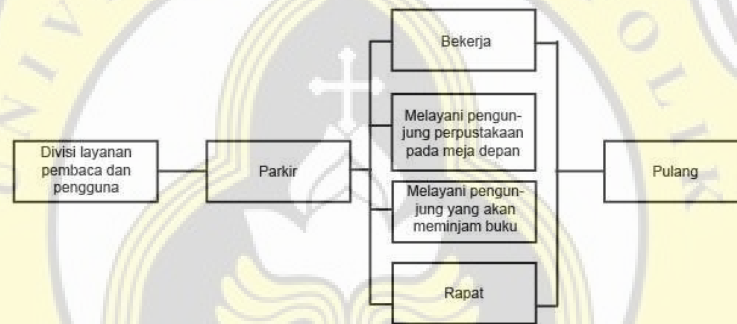 Bekerja
Melayani pengun-
jung perpustakaan
pada meja depan
Divisi layanan
pembaca dan
pengguna
Parkir
Pulang
Melayani pengun-
jung yang akan
meminjam buku
Rapat